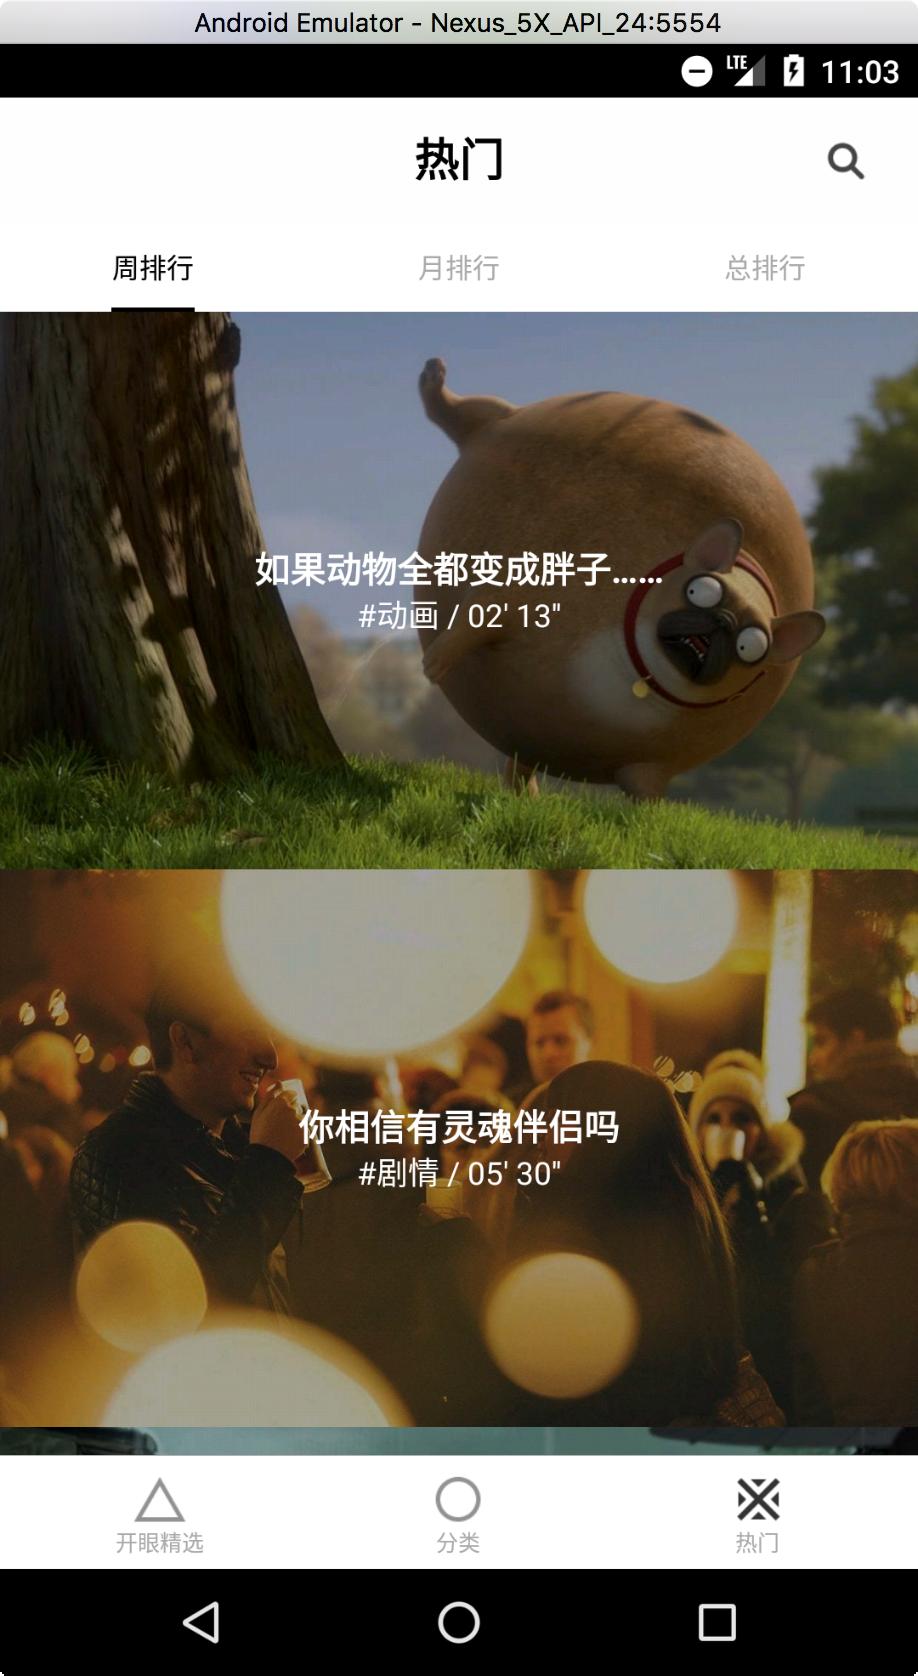 Android Emulator - Nexus_5X_API_24:5554
LTE 11:03
热门
周排行 月排行 总排行
如果动物全都变成胖子……
#动画 / 02' 13"
你相信有灵魂伴侣吗
#剧情 / 05' 30"
开眼精选 分类 热门